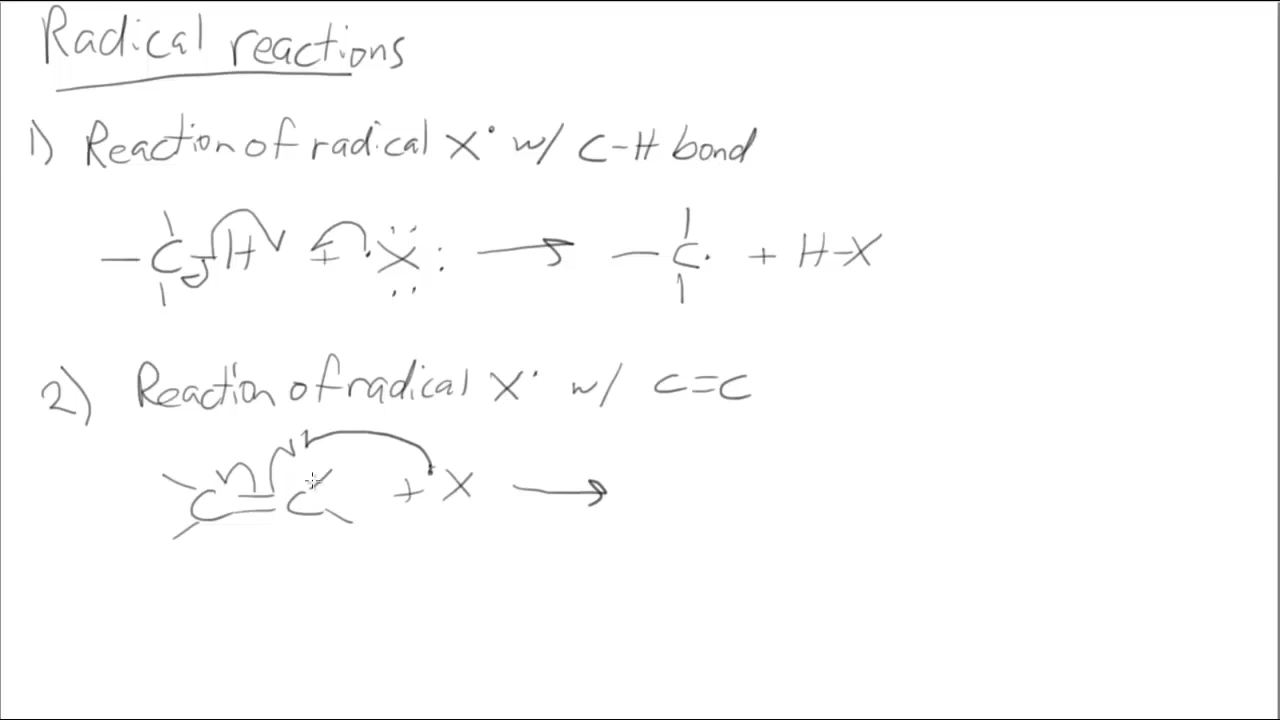 Radical reactions
1) Reaction of radical X• w/ C-H bond
—C—H + •X: ⟶ —C• + H-X
2) Reaction of radical X• w/ C=C
C=C + •X ⟶